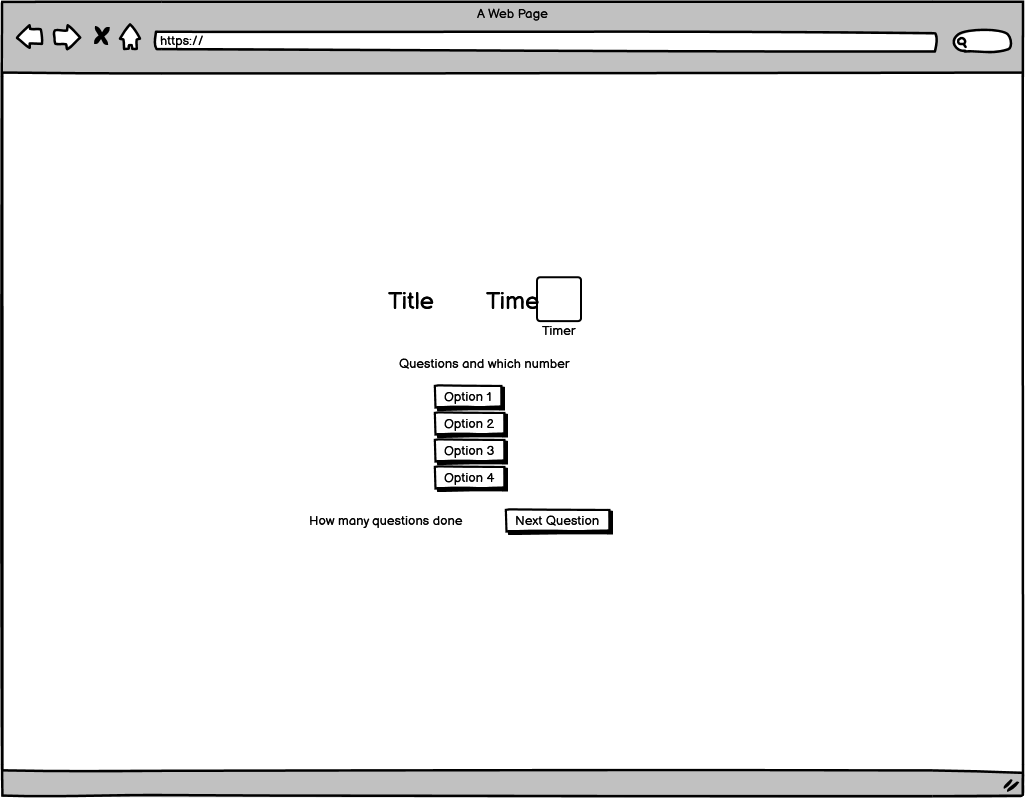 A Web Page
https://
Title
Time
Timer
Questions and which number
Option 1
Option 2
Option 3
Option 4
How many questions done
Next Question